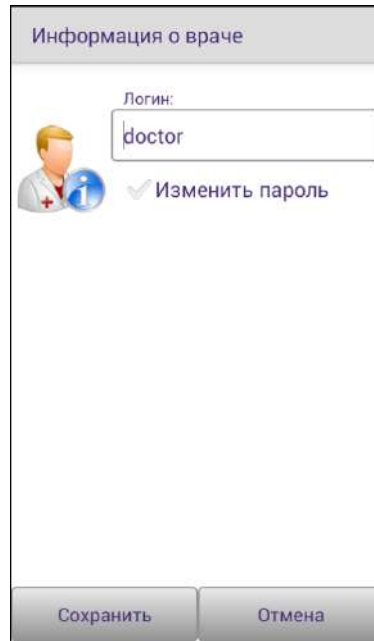 Информация о враче
Логин:
doctor
Изменить пароль
Сохранить
Отмена